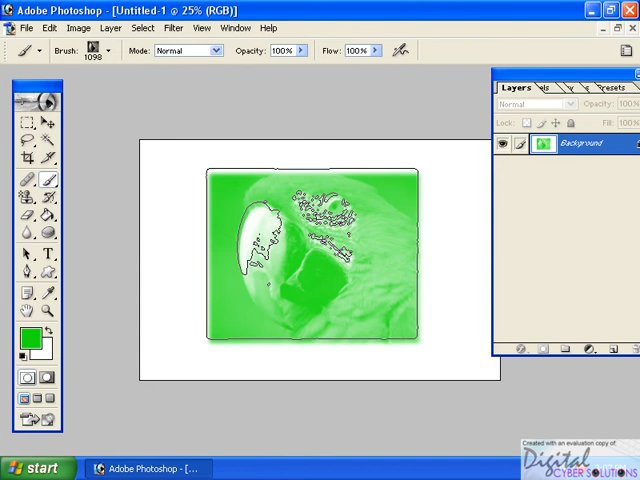 Adobe Photoshop - [Untitled-1 @ 25% (RGB)]
File Edit Image Layer Select Filter View Window Help
Brush: 1098 Mode: Normal Opacity: 100% Flow: 100%
Layers
Normal Opacity: 100%
Lock: Fill: 100%
Background
T
start Adobe Photoshop - [...
Created with an evaluation copy of:
Digital
CYBER SOLUTIONS